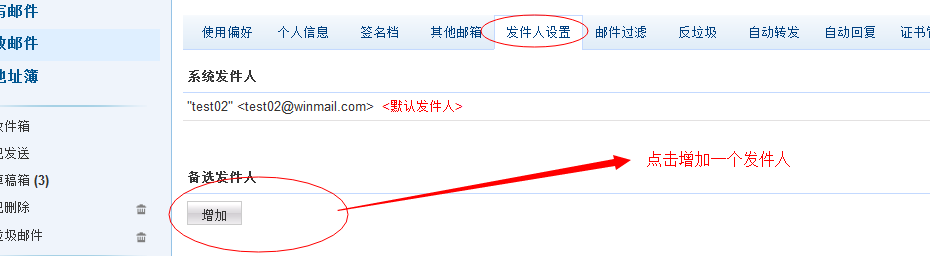 写邮件
收邮件
地址簿
收件箱
已发送
草稿箱 (3)
已删除
垃圾邮件
使用偏好 个人信息 签名档 其他邮箱 发件人设置 邮件过滤 反垃圾 自动转发 自动回复 证书
系统发件人
"test02" <test02@winmail.com> <默认发件人>
备选发件人
增加
点击增加一个发件人